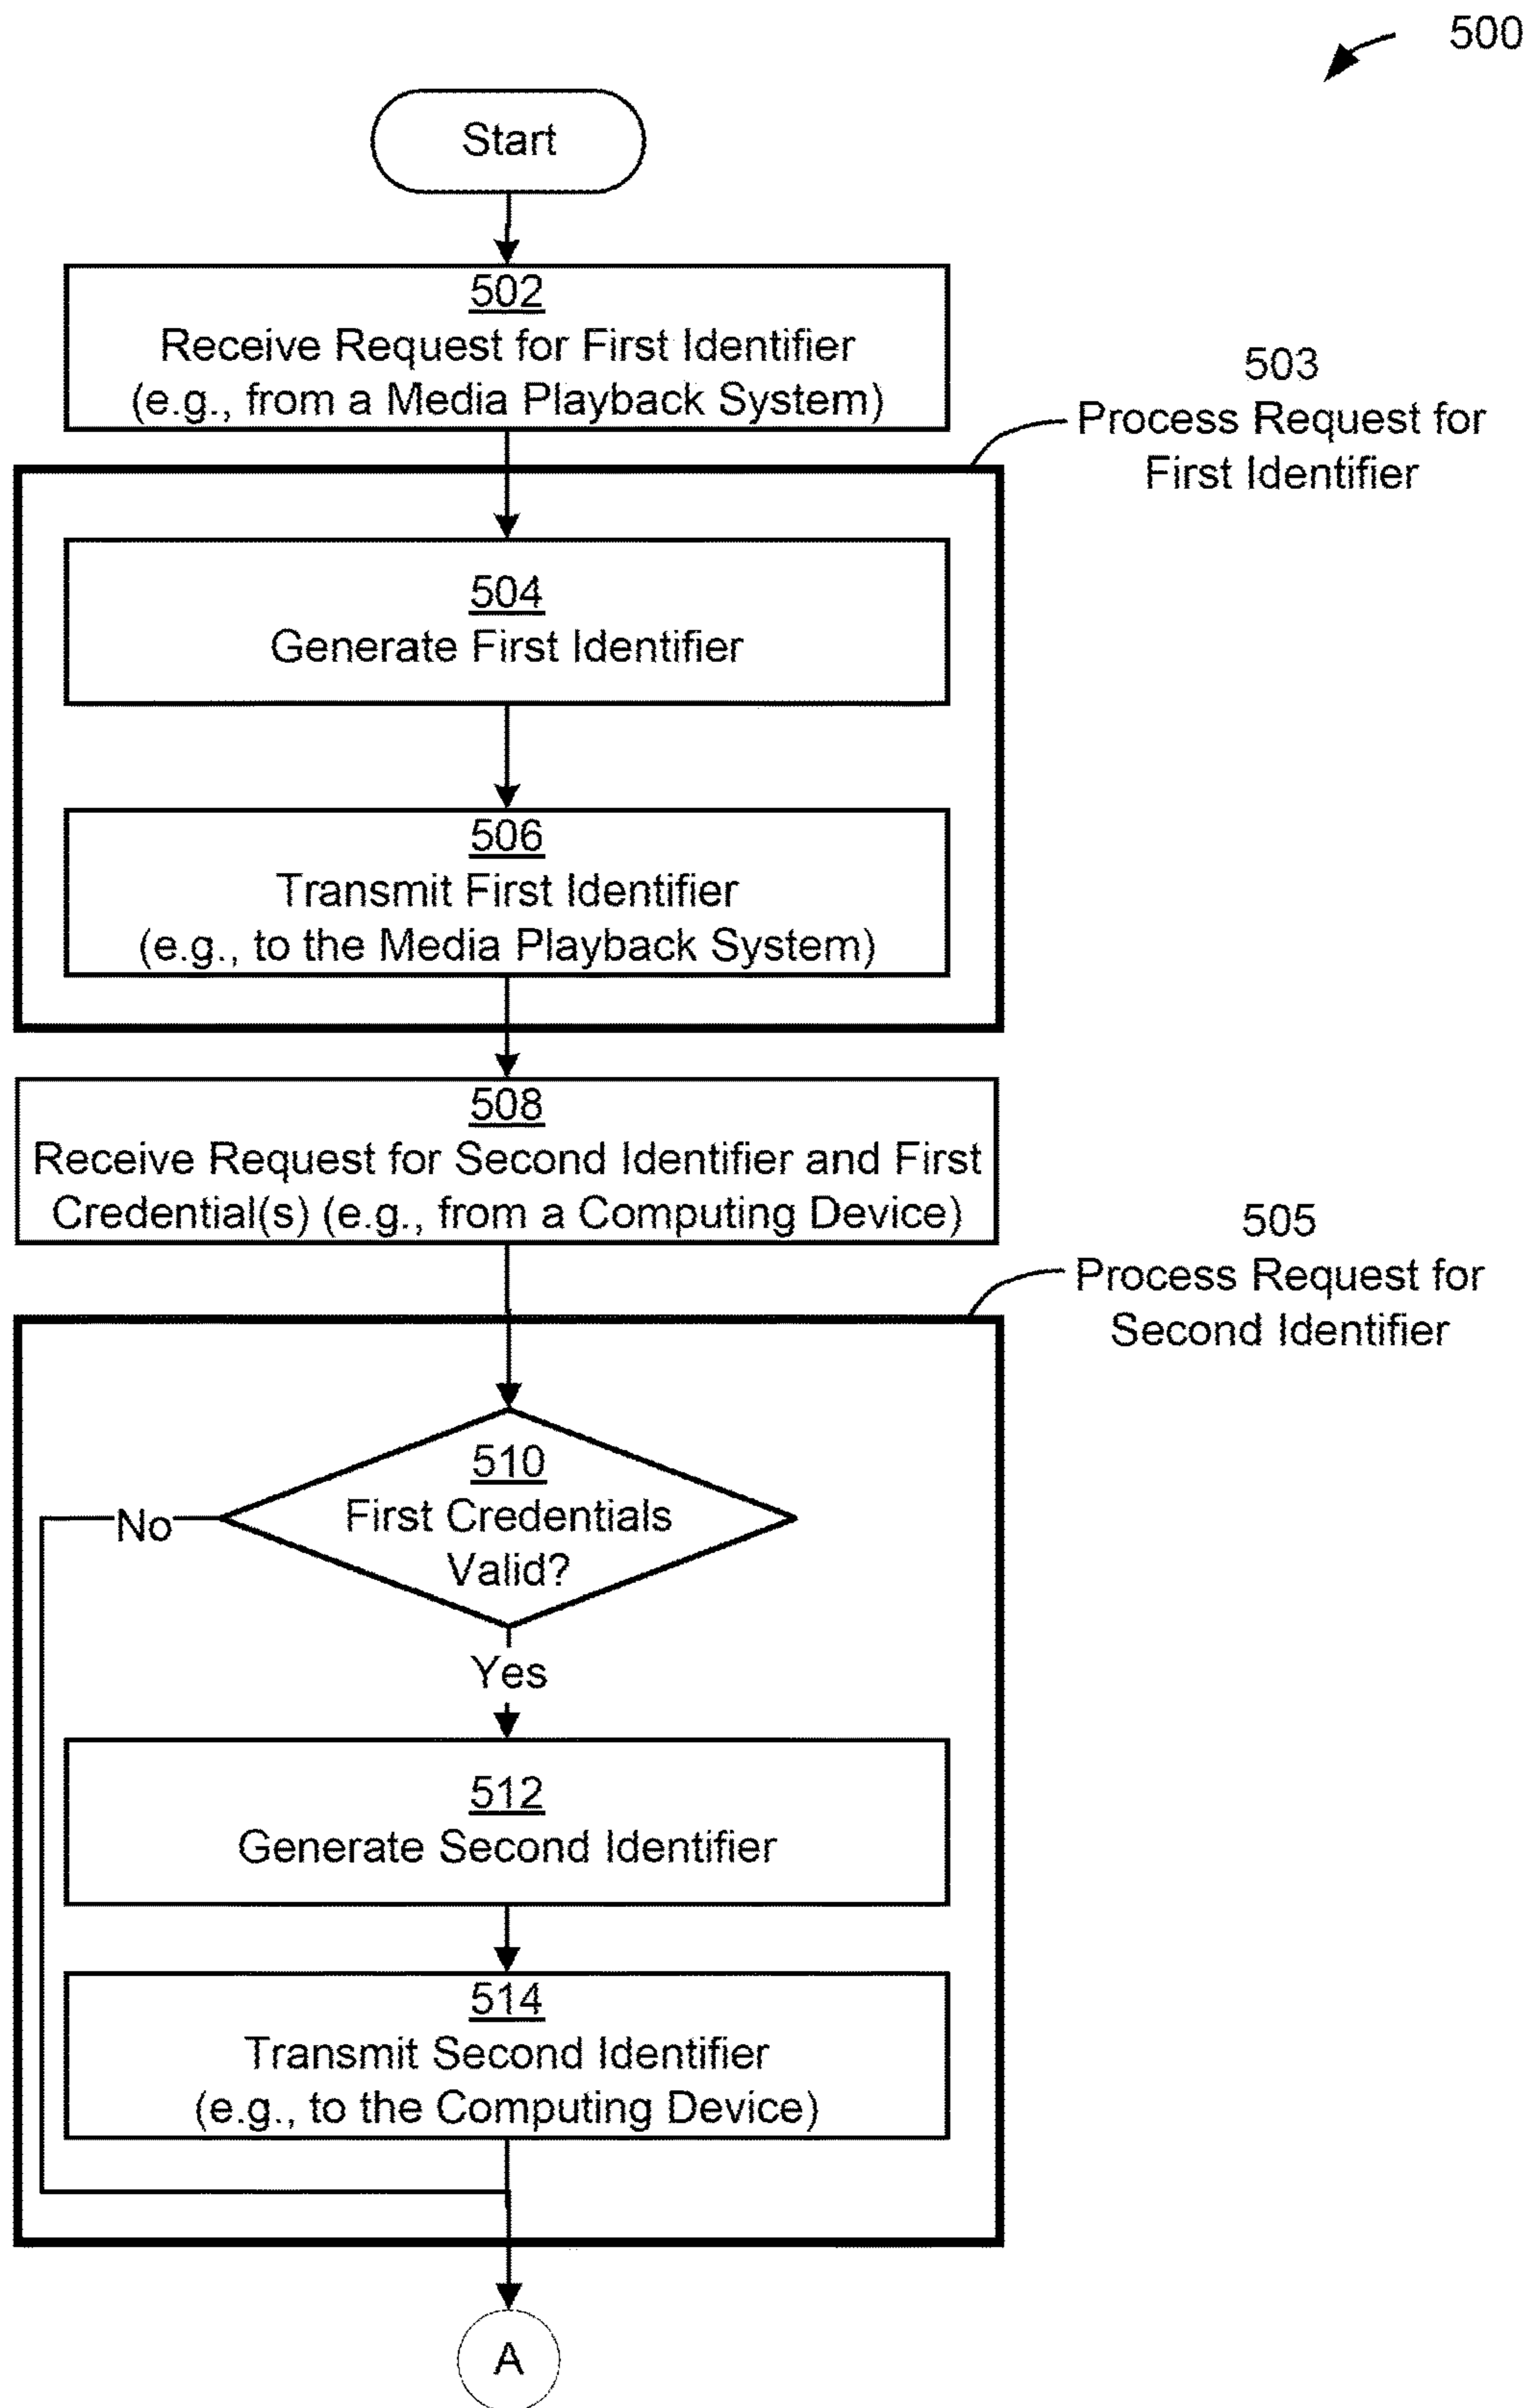 500
Start
502
Receive Request for First Identifier
(e.g., from a Media Playback System)
503
Process Request for
First Identifier
504
Generate First Identifier
506
Transmit First Identifier
(e.g., to the Media Playback System)
508
Receive Request for Second Identifier and First
Credential(s) (e.g., from a Computing Device)
505
Process Request for
Second Identifier
510
First Credentials
Valid?
No
Yes
512
Generate Second Identifier
514
Transmit Second Identifier
(e.g., to the Computing Device)
A